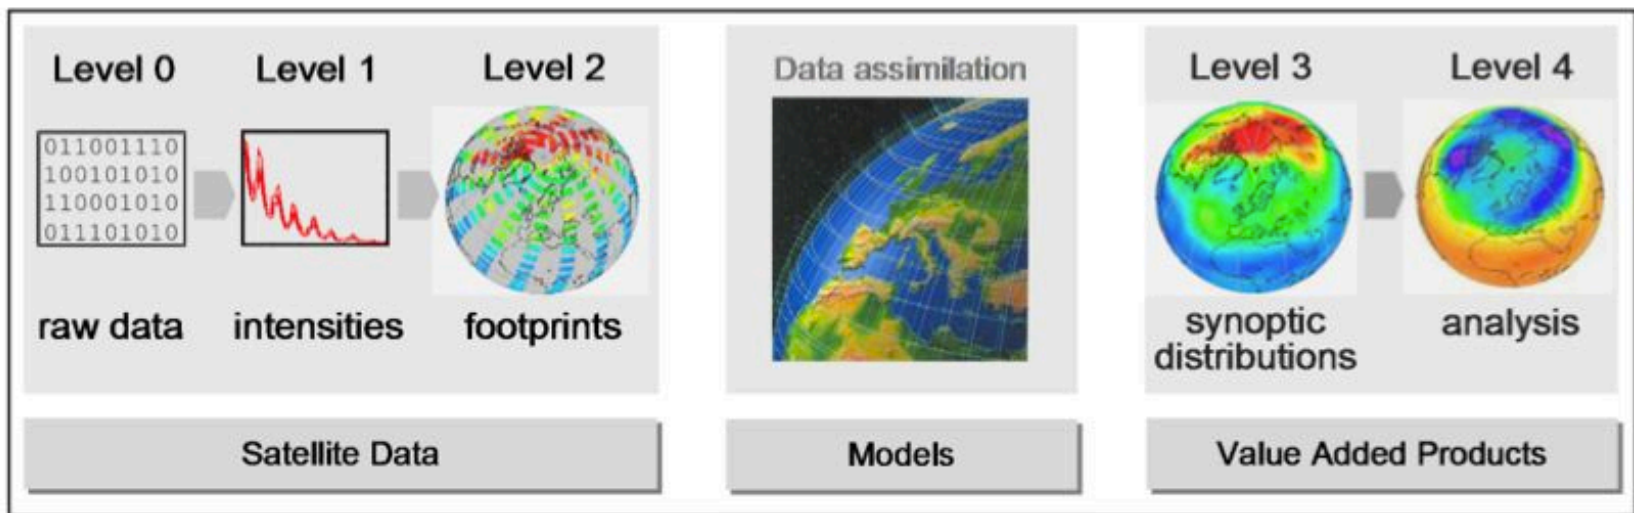 Level 0
Level 1
Level 2
011001110
100101010
110001010
011101010
raw data
intensities
footprints
Satellite Data
Data assimilation
Models
Level 3
Level 4
synoptic
distributions
analysis
Value Added Products